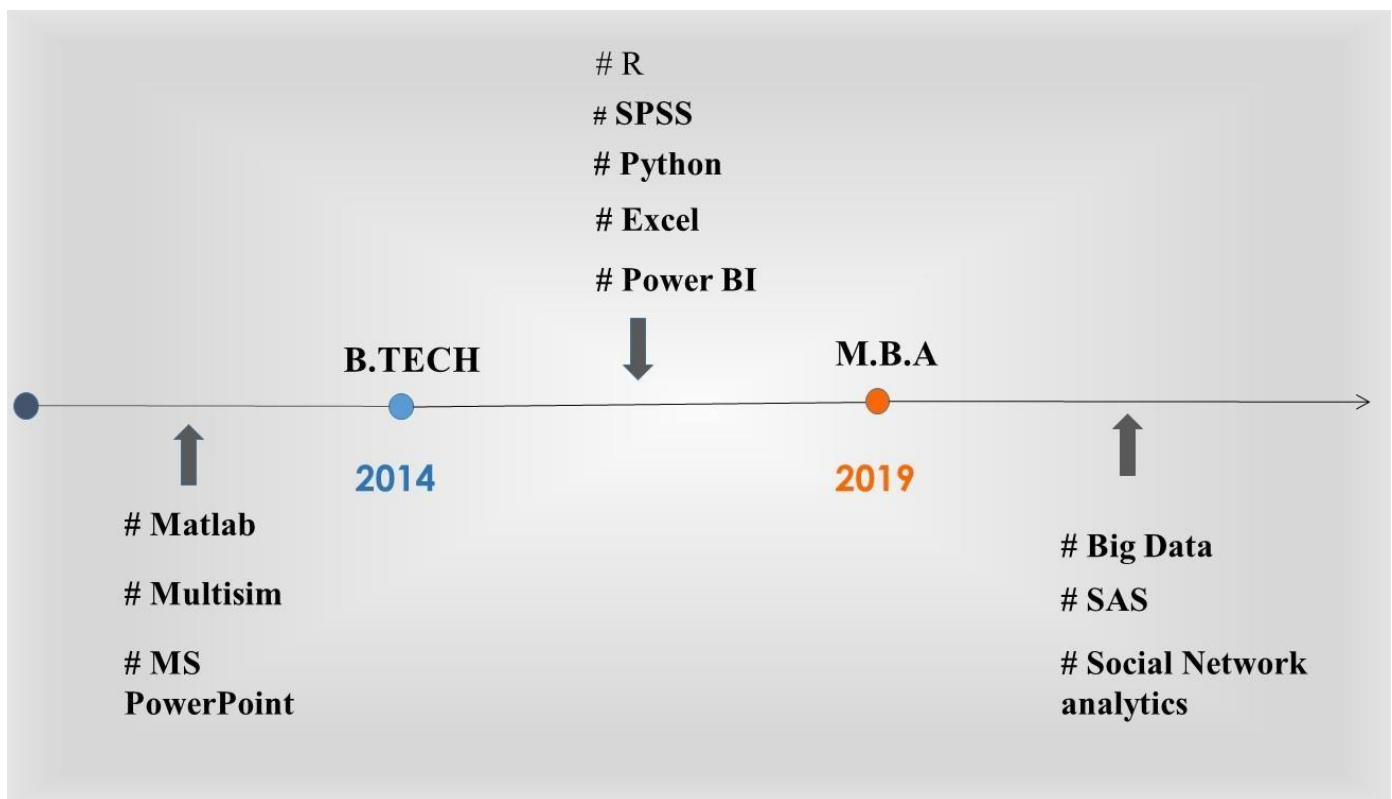 # R
# SPSS
# Python
# Excel
# Power BI
B.TECH
M.B.A
2014
2019
# Matlab
# Multisim
# MS
PowerPoint
# Big Data
# SAS
# Social Network
analytics